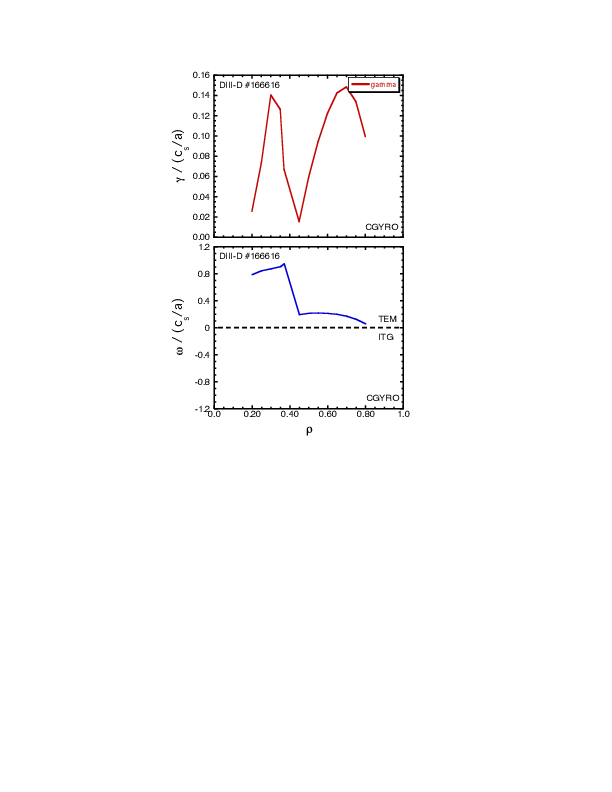 0.16
DIII-D #166616
gamma
0.14
0.12
0.10
0.08
0.06
0.04
0.02
0.00
γ / (c_s/a)
CGYRO
1.2
DIII-D #166616
0.8
0.4
TEM
0
ITG
-0.4
-0.8
CGYRO
-1.2
ω / (c_s/a)
0.0 0.20 0.40 0.60 0.80 1.0
ρ